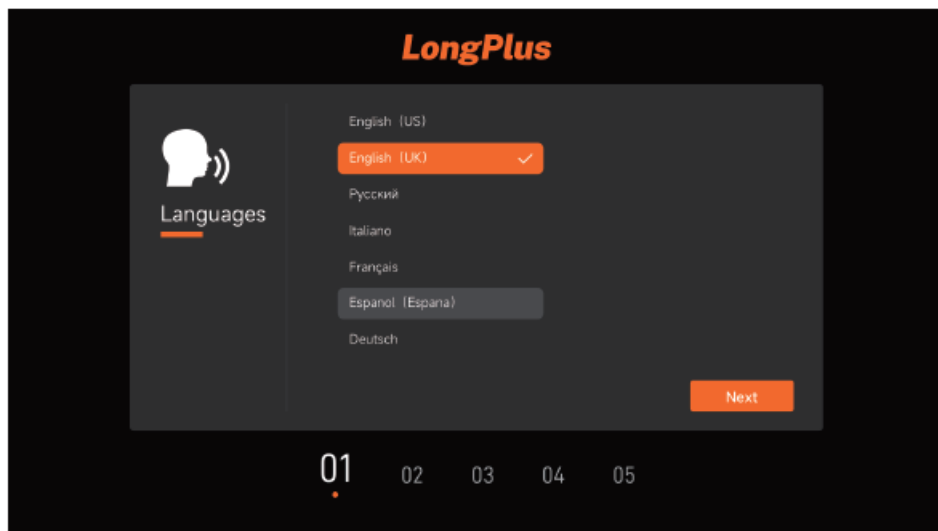 LongPlus
Languages
English (US)
English (UK)
Русский
Italiano
Français
Espanol (Espana)
Deutsch
Next
01 02 03 04 05